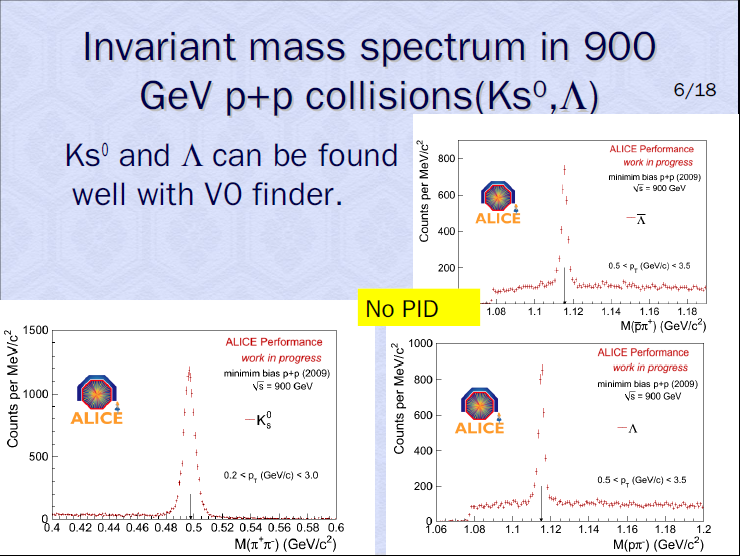 Invariant mass spectrum in 900
GeV p+p collisions(Ks⁰,Λ)
6/18
Ks⁰ and Λ can be found
well with V0 finder.
Counts per MeV/c²
800
600
400
200
ALICE Performance
work in progress
minimim bias p+p (2009)
√s = 900 GeV
ALICE
— Λ̅
0.5 < p_T (GeV/c) < 3.5
1.08 1.1 1.12 1.14 1.16 1.18
M(p̅π⁺) (GeV/c²)
No PID
Counts per MeV/c²
1500
1000
500
0
ALICE Performance
work in progress
minimim bias p+p (2009)
√s = 900 GeV
ALICE
— K⁰_s
0.2 < p_T (GeV/c) < 3.0
0.4 0.42 0.44 0.46 0.48 0.5 0.52 0.54 0.56 0.58 0.6
M(π⁺π⁻) (GeV/c²)
Counts per MeV/c²
1000
800
600
400
200
0
ALICE Performance
work in progress
minimim bias p+p (2009)
√s = 900 GeV
ALICE
— Λ
0.5 < p_T (GeV/c) < 3.5
1.06 1.08 1.1 1.12 1.14 1.16 1.18 1.2
M(pπ⁻) (GeV/c²)